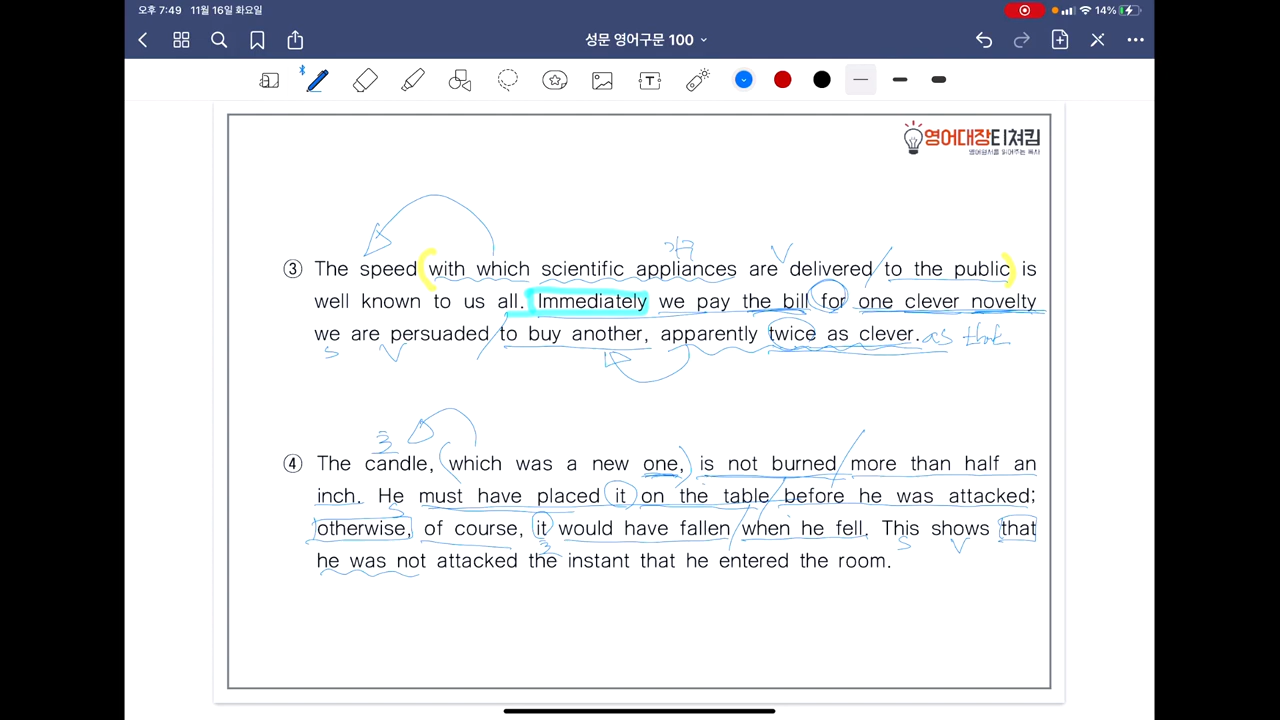 오후 7:49 11월 16일 화요일
14%
성문 영어구문 100
영어대장티쳐킴
③ The speed with which scientific appliances are delivered to the public is
well known to us all. Immediately we pay the bill for one clever novelty
we are persuaded to buy another, apparently twice as clever. as that
④ The candle, which was a new one, is not burned more than half an
inch. He must have placed it on the table before he was attacked;
otherwise, of course, it would have fallen when he fell. This shows that
he was not attacked the instant that he entered the room.